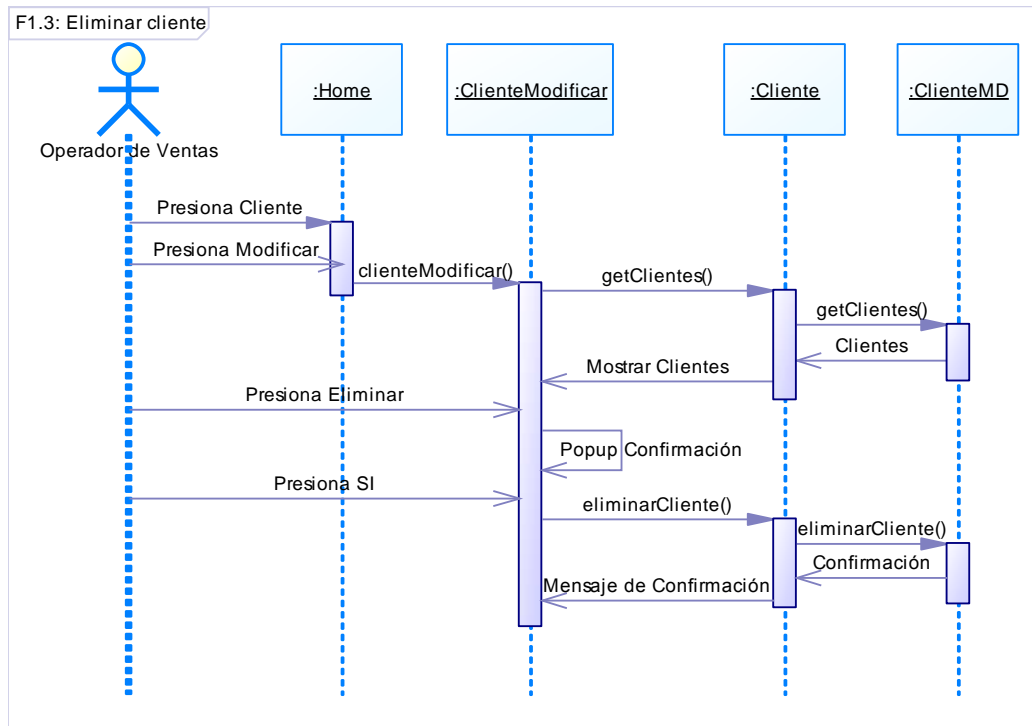 F1.3: Eliminar cliente
:Home
:ClienteModificar
:Cliente
:ClienteMD
Operador de Ventas
Presiona Cliente
Presiona Modificar
clienteModificar()
getClientes()
getClientes()
Clientes
Mostrar Clientes
Presiona Eliminar
Popup Confirmación
Presiona SI
eliminarCliente()
eliminarCliente()
Confirmación
Mensaje de Confirmación